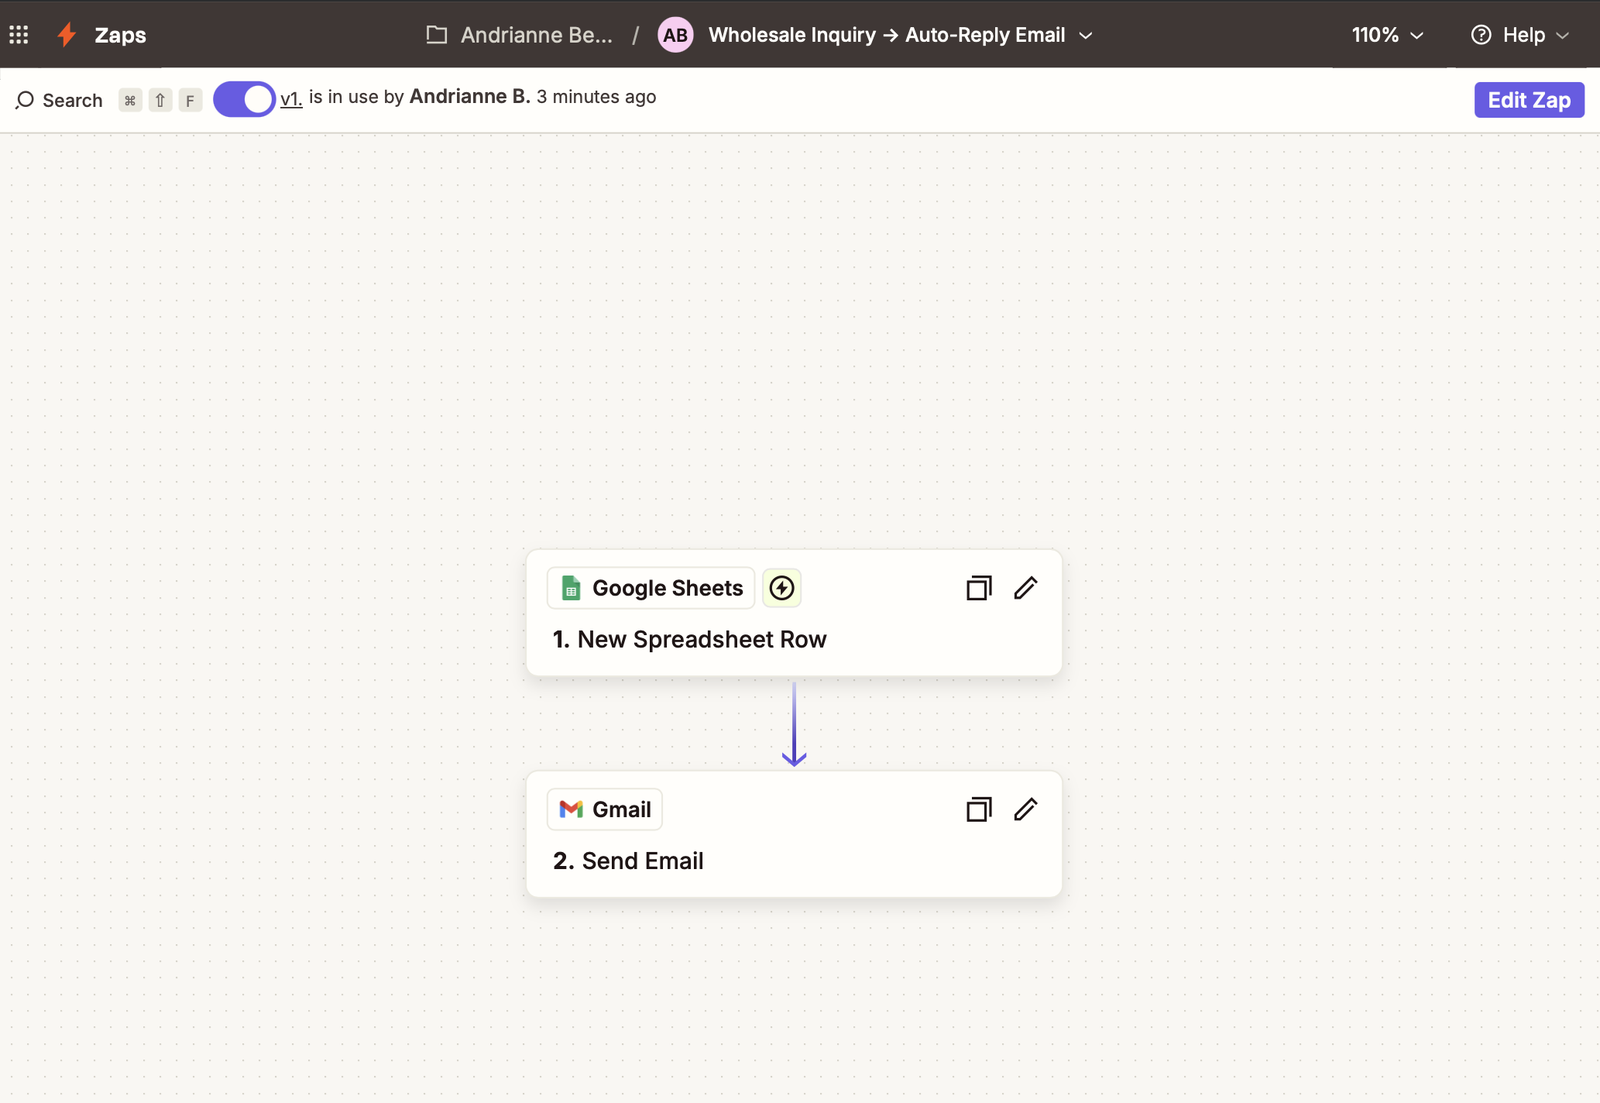 Zaps
Andrianne Be... / AB Wholesale Inquiry → Auto-Reply Email
110%
Help
Search ⌘ ⇧ F
v1. is in use by Andrianne B. 3 minutes ago
Edit Zap
Google Sheets
1. New Spreadsheet Row
Gmail
2. Send Email